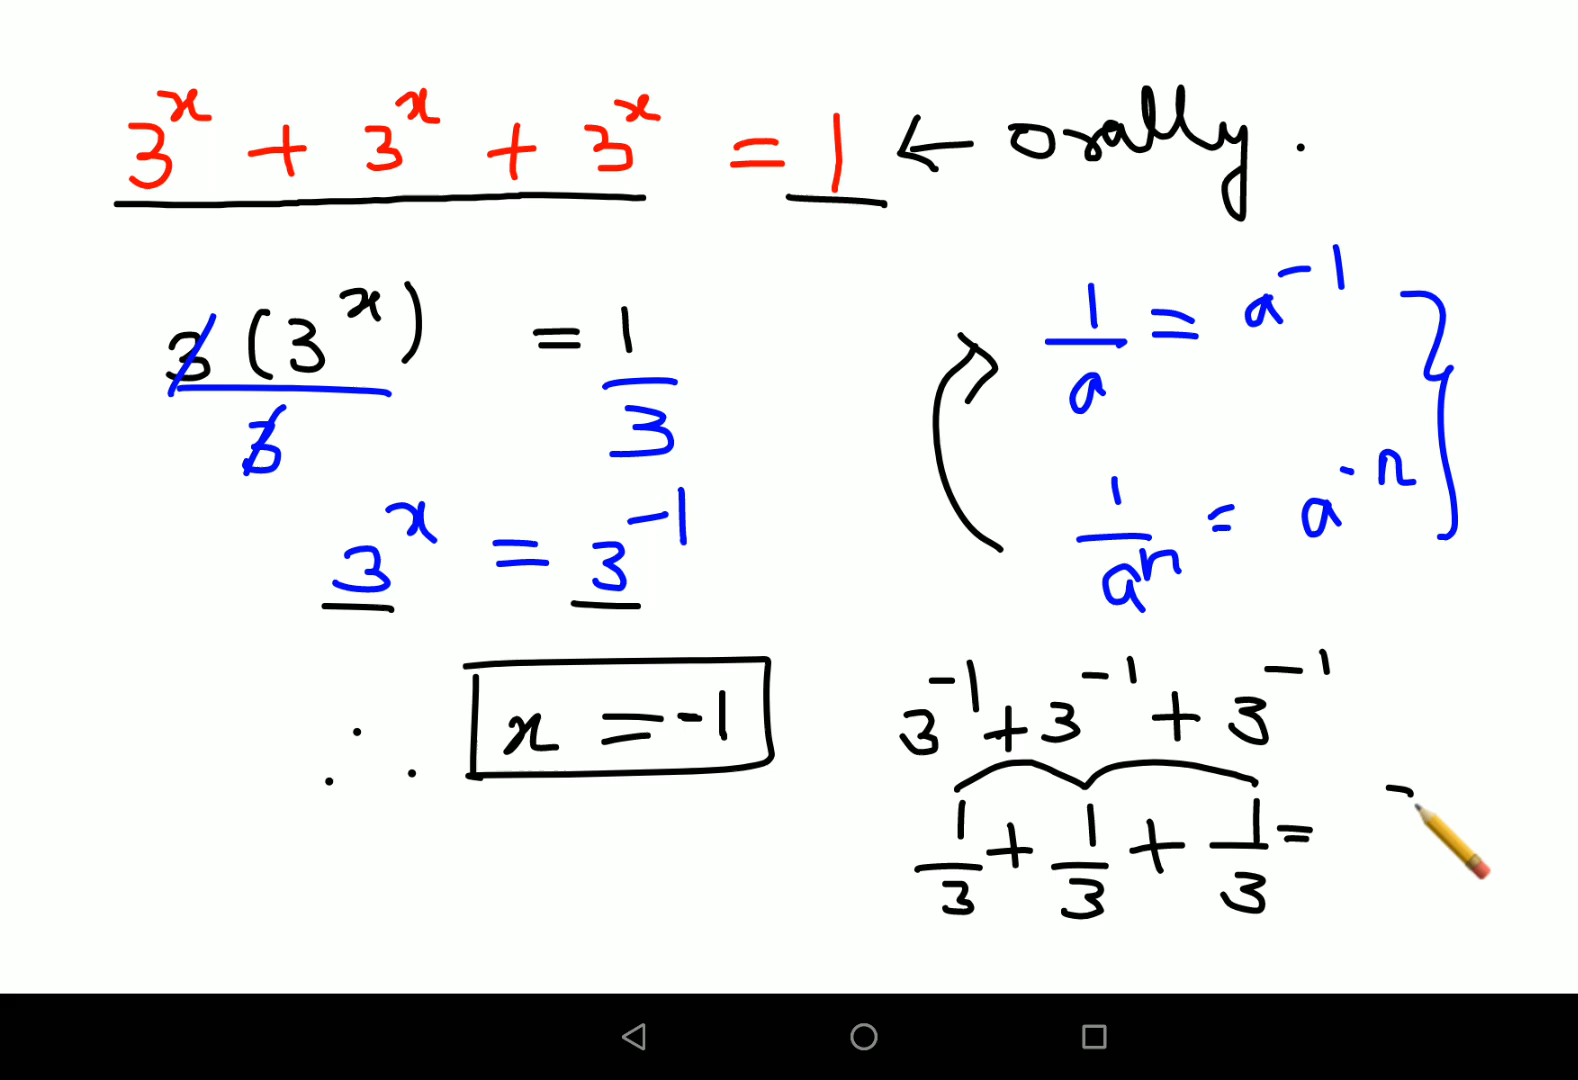 3^x + 3^x + 3^x = 1 ← orally.
3(3^x)/3 = 1/3
3^x = 3^-1
∴ x = -1
1/a = a^-1
1/a^n = a^-n
3^-1 + 3^-1 + 3^-1
1/3 + 1/3 + 1/3 =